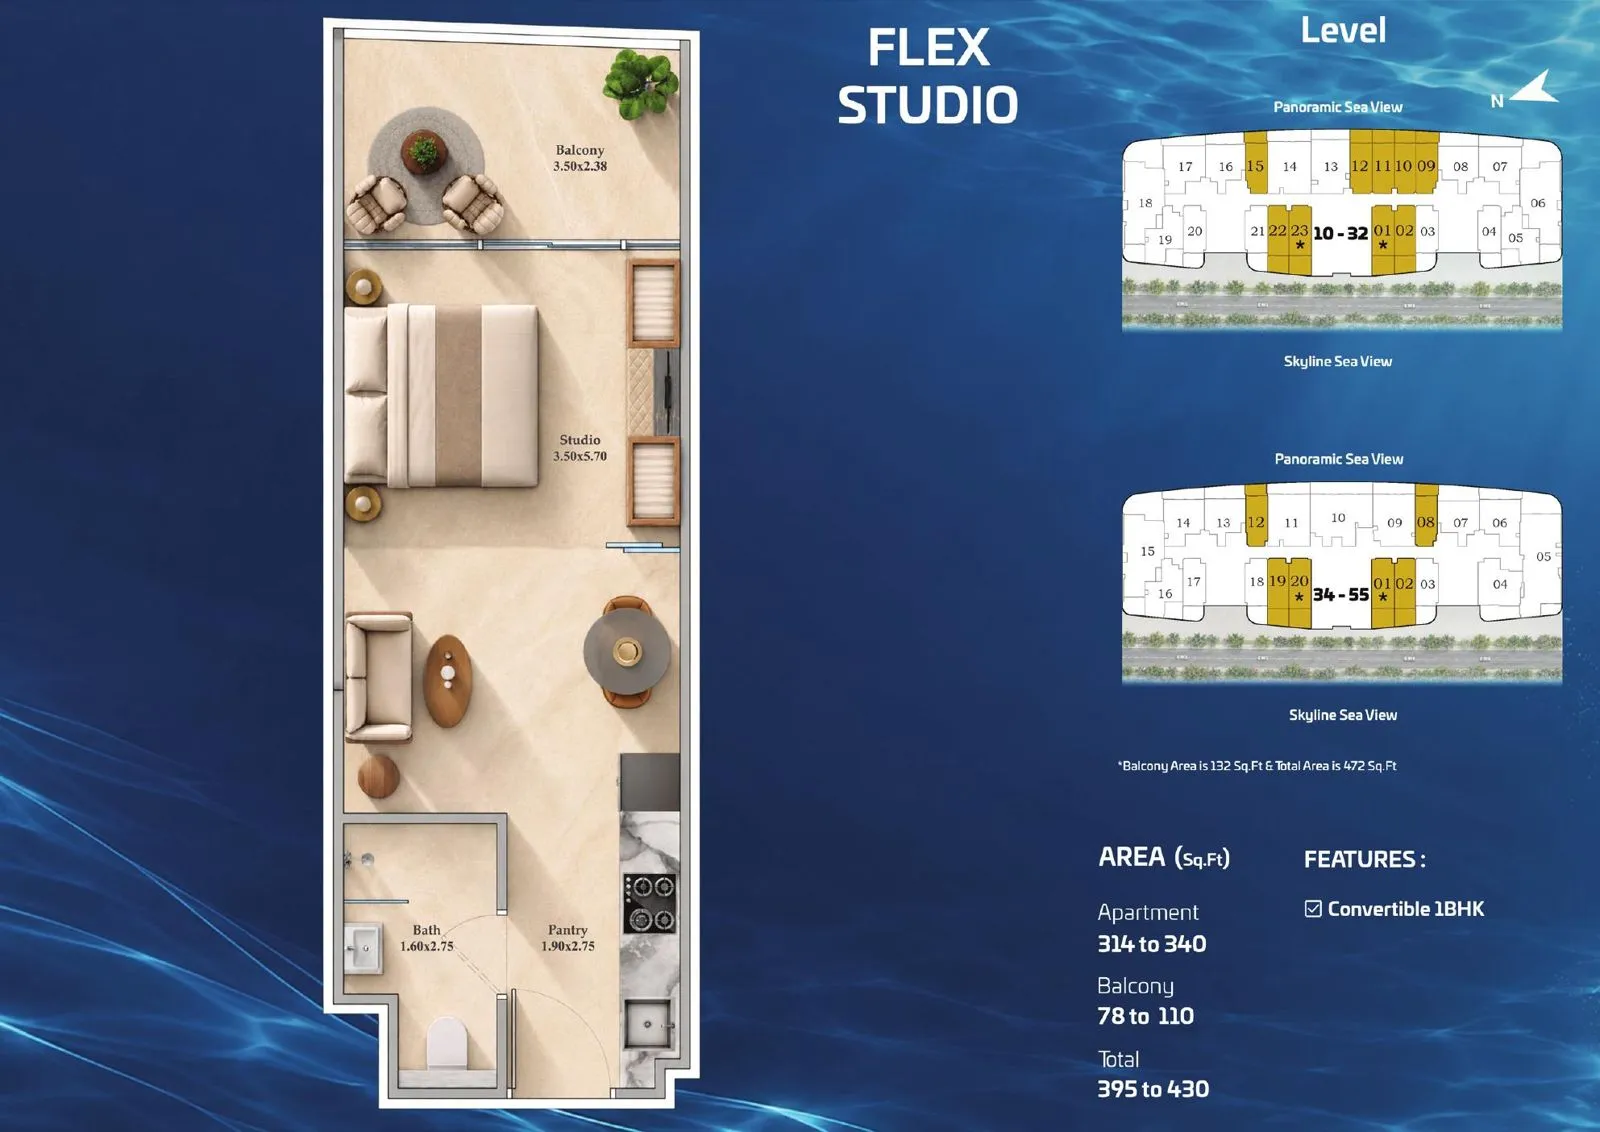 FLEX
STUDIO
Level
N
Panoramic Sea View
17 16 15 14 13 12 11 10 09 08 07
18 06
19 20 21 22 23 10 - 32 01 02 03 04 05
* *
Skyline Sea View
Panoramic Sea View
14 13 12 11 10 09 08 07 06
15 05
16 17 18 19 20 34 - 55 01 02 03 04
* *
Skyline Sea View
*Balcony Area is 132 Sq.Ft & Total Area is 472 Sq.Ft
AREA (Sq.Ft)
Apartment
314 to 340
Balcony
78 to 110
Total
395 to 430
FEATURES :
Convertible 1BHK
Balcony
3.50x2.38
Studio
3.50x5.70
Bath
1.60x2.75
Pantry
1.90x2.75